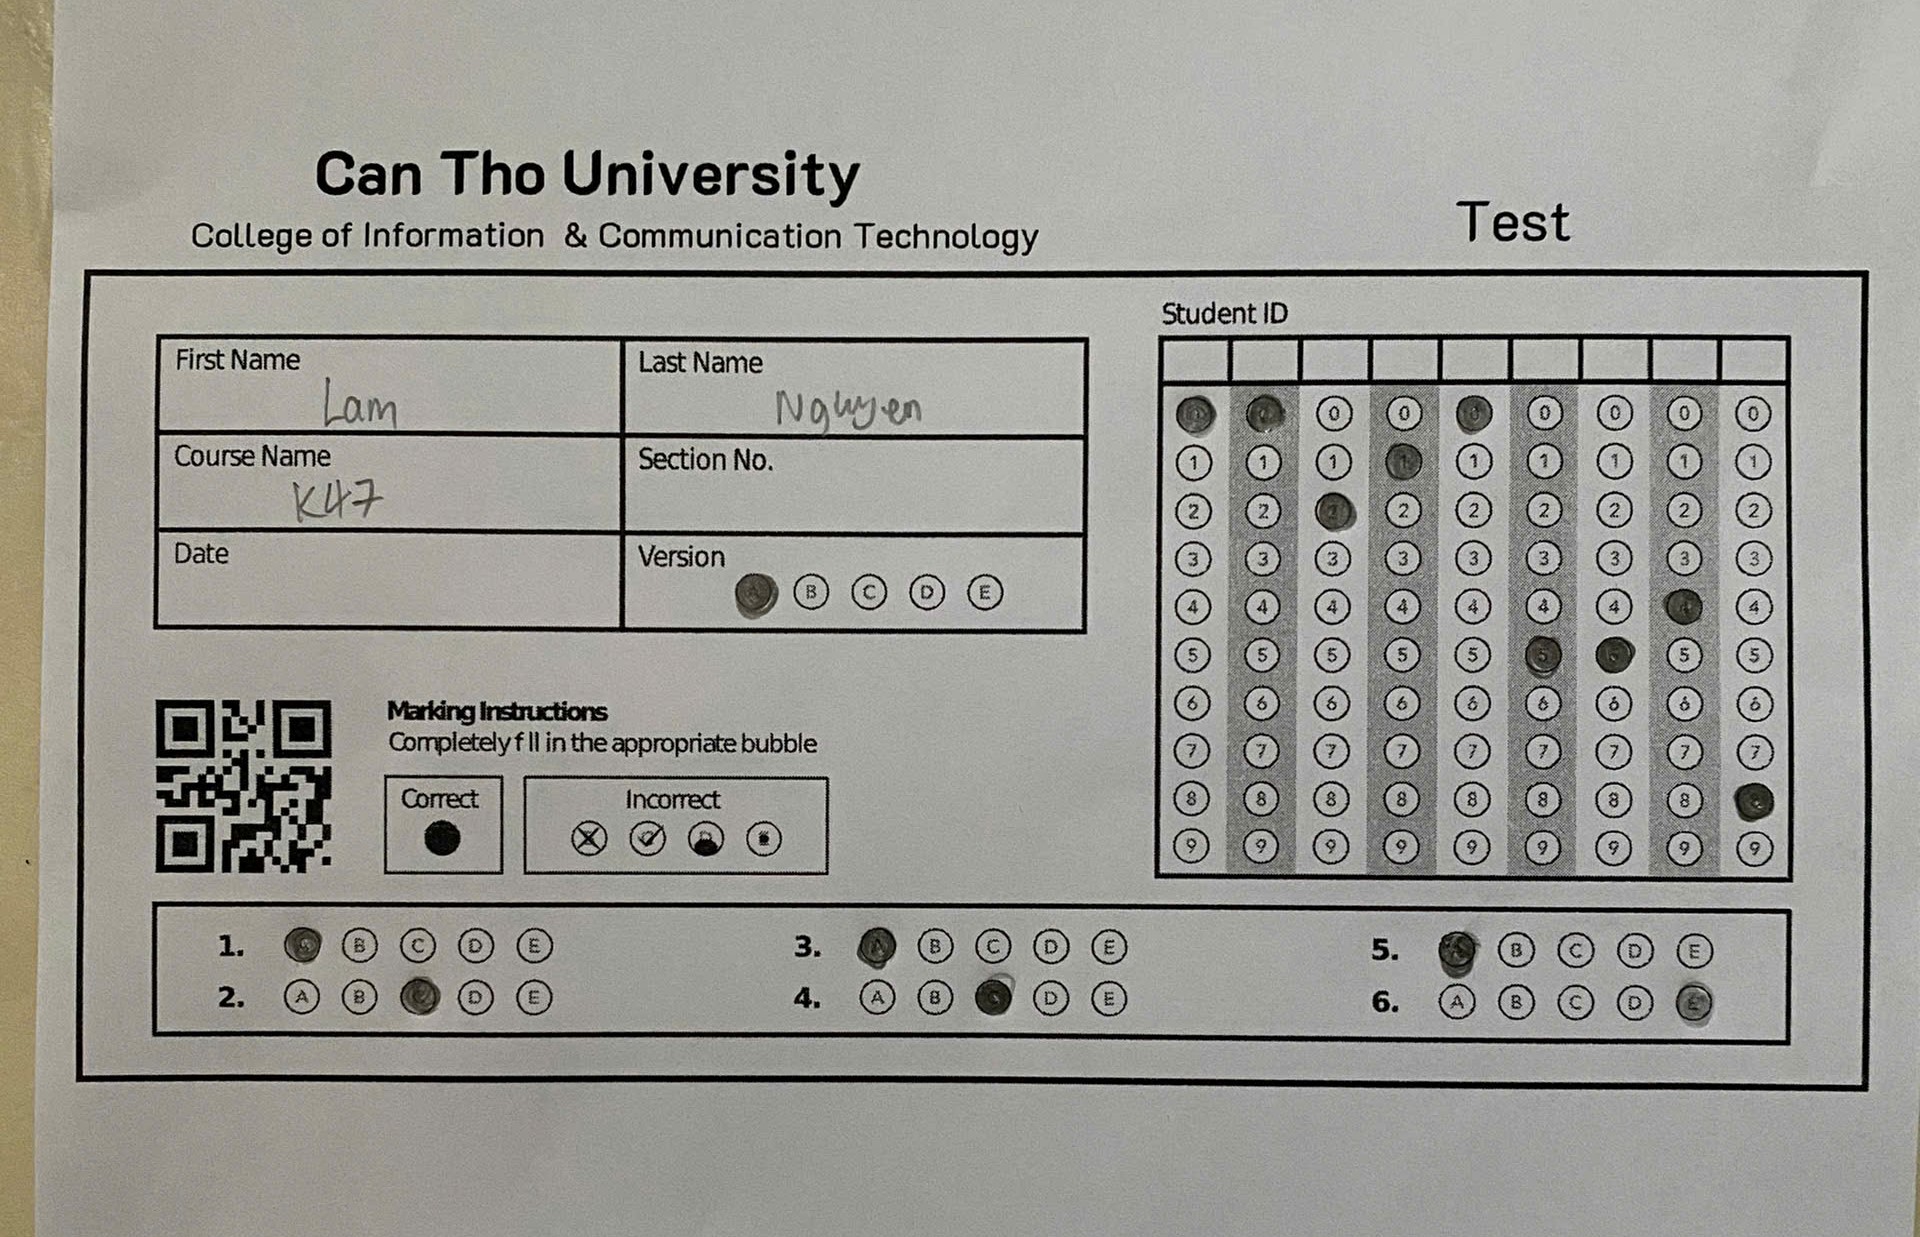 Can Tho University
College of Information & Communication Technology
Test
First Name
Lam
Last Name
Nguyen
Course Name
K47
Section No.
Date
Version
A B C D E
Student ID
0 0 0 0 0 0 0 0 0
1 1 1 1 1 1 1 1 1
2 2 2 2 2 2 2 2 2
3 3 3 3 3 3 3 3 3
4 4 4 4 4 4 4 4 4
5 5 5 5 5 5 5 5 5
6 6 6 6 6 6 6 6 6
7 7 7 7 7 7 7 7 7
8 8 8 8 8 8 8 8 8
9 9 9 9 9 9 9 9 9
Marking Instructions
Completely f ll in the appropriate bubble
Correct
Incorrect
1. A B C D E
2. A B C D E
3. A B C D E
4. A B C D E
5. A B C D E
6. A B C D E